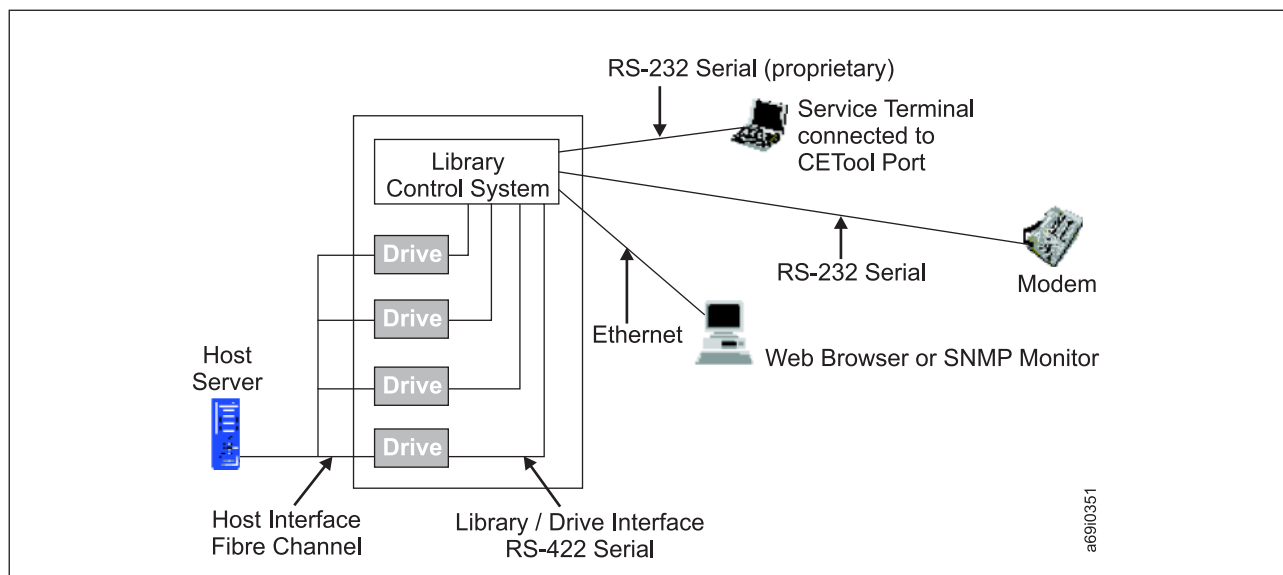 RS-232 Serial (proprietary)
Service Terminal
connected to
CETool Port
Library
Control System
Drive
RS-232 Serial
Modem
Drive
Ethernet
Web Browser or SNMP Monitor
Host
Server
Drive
Drive
Host Interface
Fibre Channel
Library / Drive Interface
RS-422 Serial
a69i0351